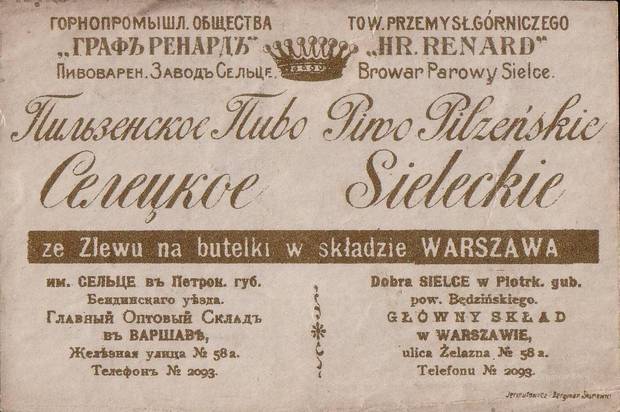 ГОРНОПРОМЫШЛ. ОБЩЕСТВА
„ГРАФЪ РЕНАРДЪ“
ПИВОВАРЕН. ЗАВОДЪ СЕЛЬЦЕ.
TOW. PRZEMYSŁ. GÓRNICZEGO
„HR. RENARD“
Browar Parowy Sielce.
Пильзенское Пиво
Piwo Pilzeńskie
Селецкое
Sieleckie
ze Zlewu na butelki w składzie WARSZAWA
им. СЕЛЬЦЕ въ Петрок. губ.
Бендинскаго уѣзда.
ГЛАВНЫЙ ОПТОВЫЙ СКЛАДЪ
въ ВАРШАВѢ,
Желѣзная улица № 58а.
Телефонъ № 2093.
Dobra SIELCE w Piotrk. gub.
pow. Będzińskiego.
GŁÓWNY SKŁAD
w WARSZAWIE,
ulica Żelazna № 58a.
Telefonu № 2093.